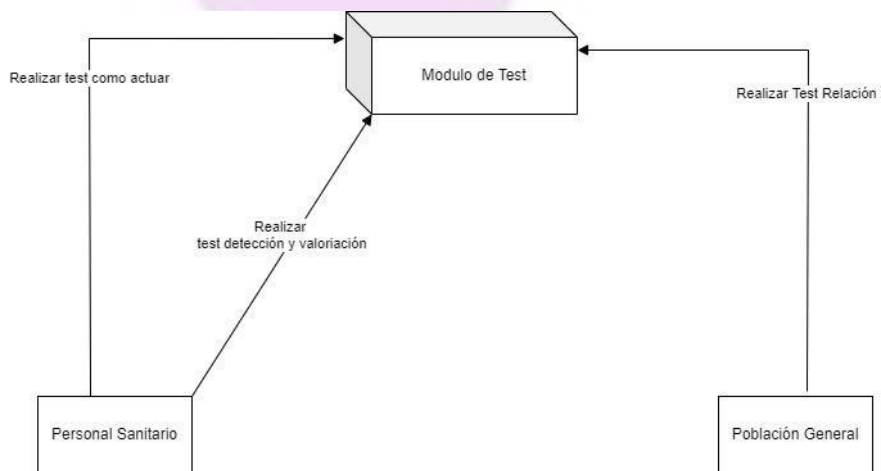 Modulo de Test
Realizar test como actuar
Realizar Test Relación
Realizar
test detección y valoriación
Personal Sanitario
Población General